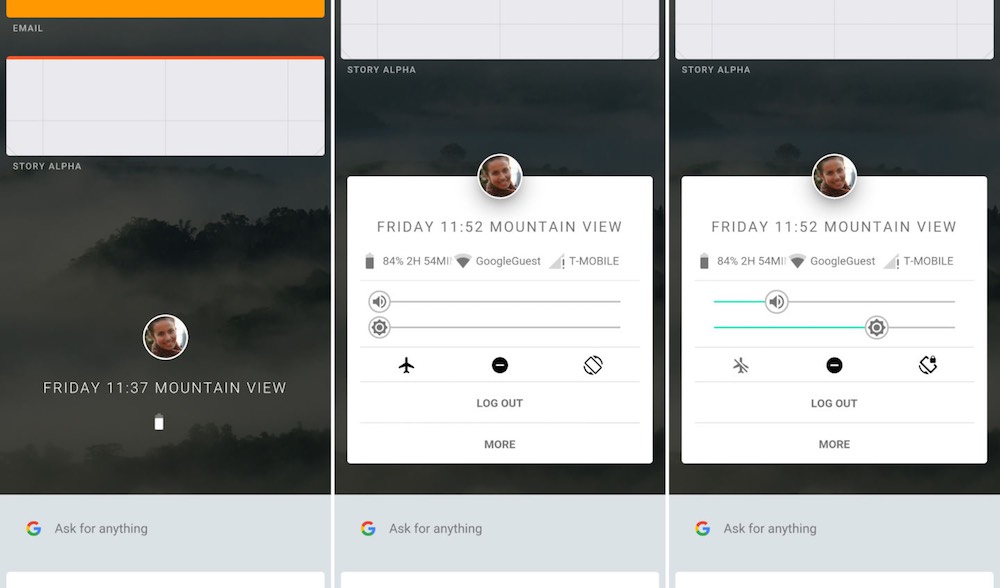 EMAIL
STORY ALPHA
FRIDAY 11:37 MOUNTAIN VIEW
Ask for anything
STORY ALPHA
FRIDAY 11:52 MOUNTAIN VIEW
84% 2H 54MI GoogleGuest T-MOBILE
LOG OUT
MORE
Ask for anything
STORY ALPHA
FRIDAY 11:52 MOUNTAIN VIEW
84% 2H 54MI GoogleGuest T-MOBILE
LOG OUT
MORE
Ask for anything